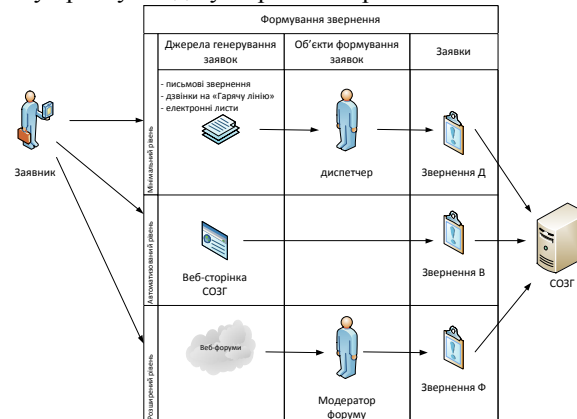 Формування звернення
Джерела генерування
заявок
Об'єкти формування
заявок
Заявки
- письмові звернення
- дзвінки на «Гарячу лінію»
- електронні листи
Мінімальний рівень
Заявник
диспетчер
Звернення Д
Автоматизований рівень
Веб-сторінка
СОЗГ
Звернення В
СОЗГ
Розширений рівень
Веб-форуми
Модератор
форуму
Звернення Ф